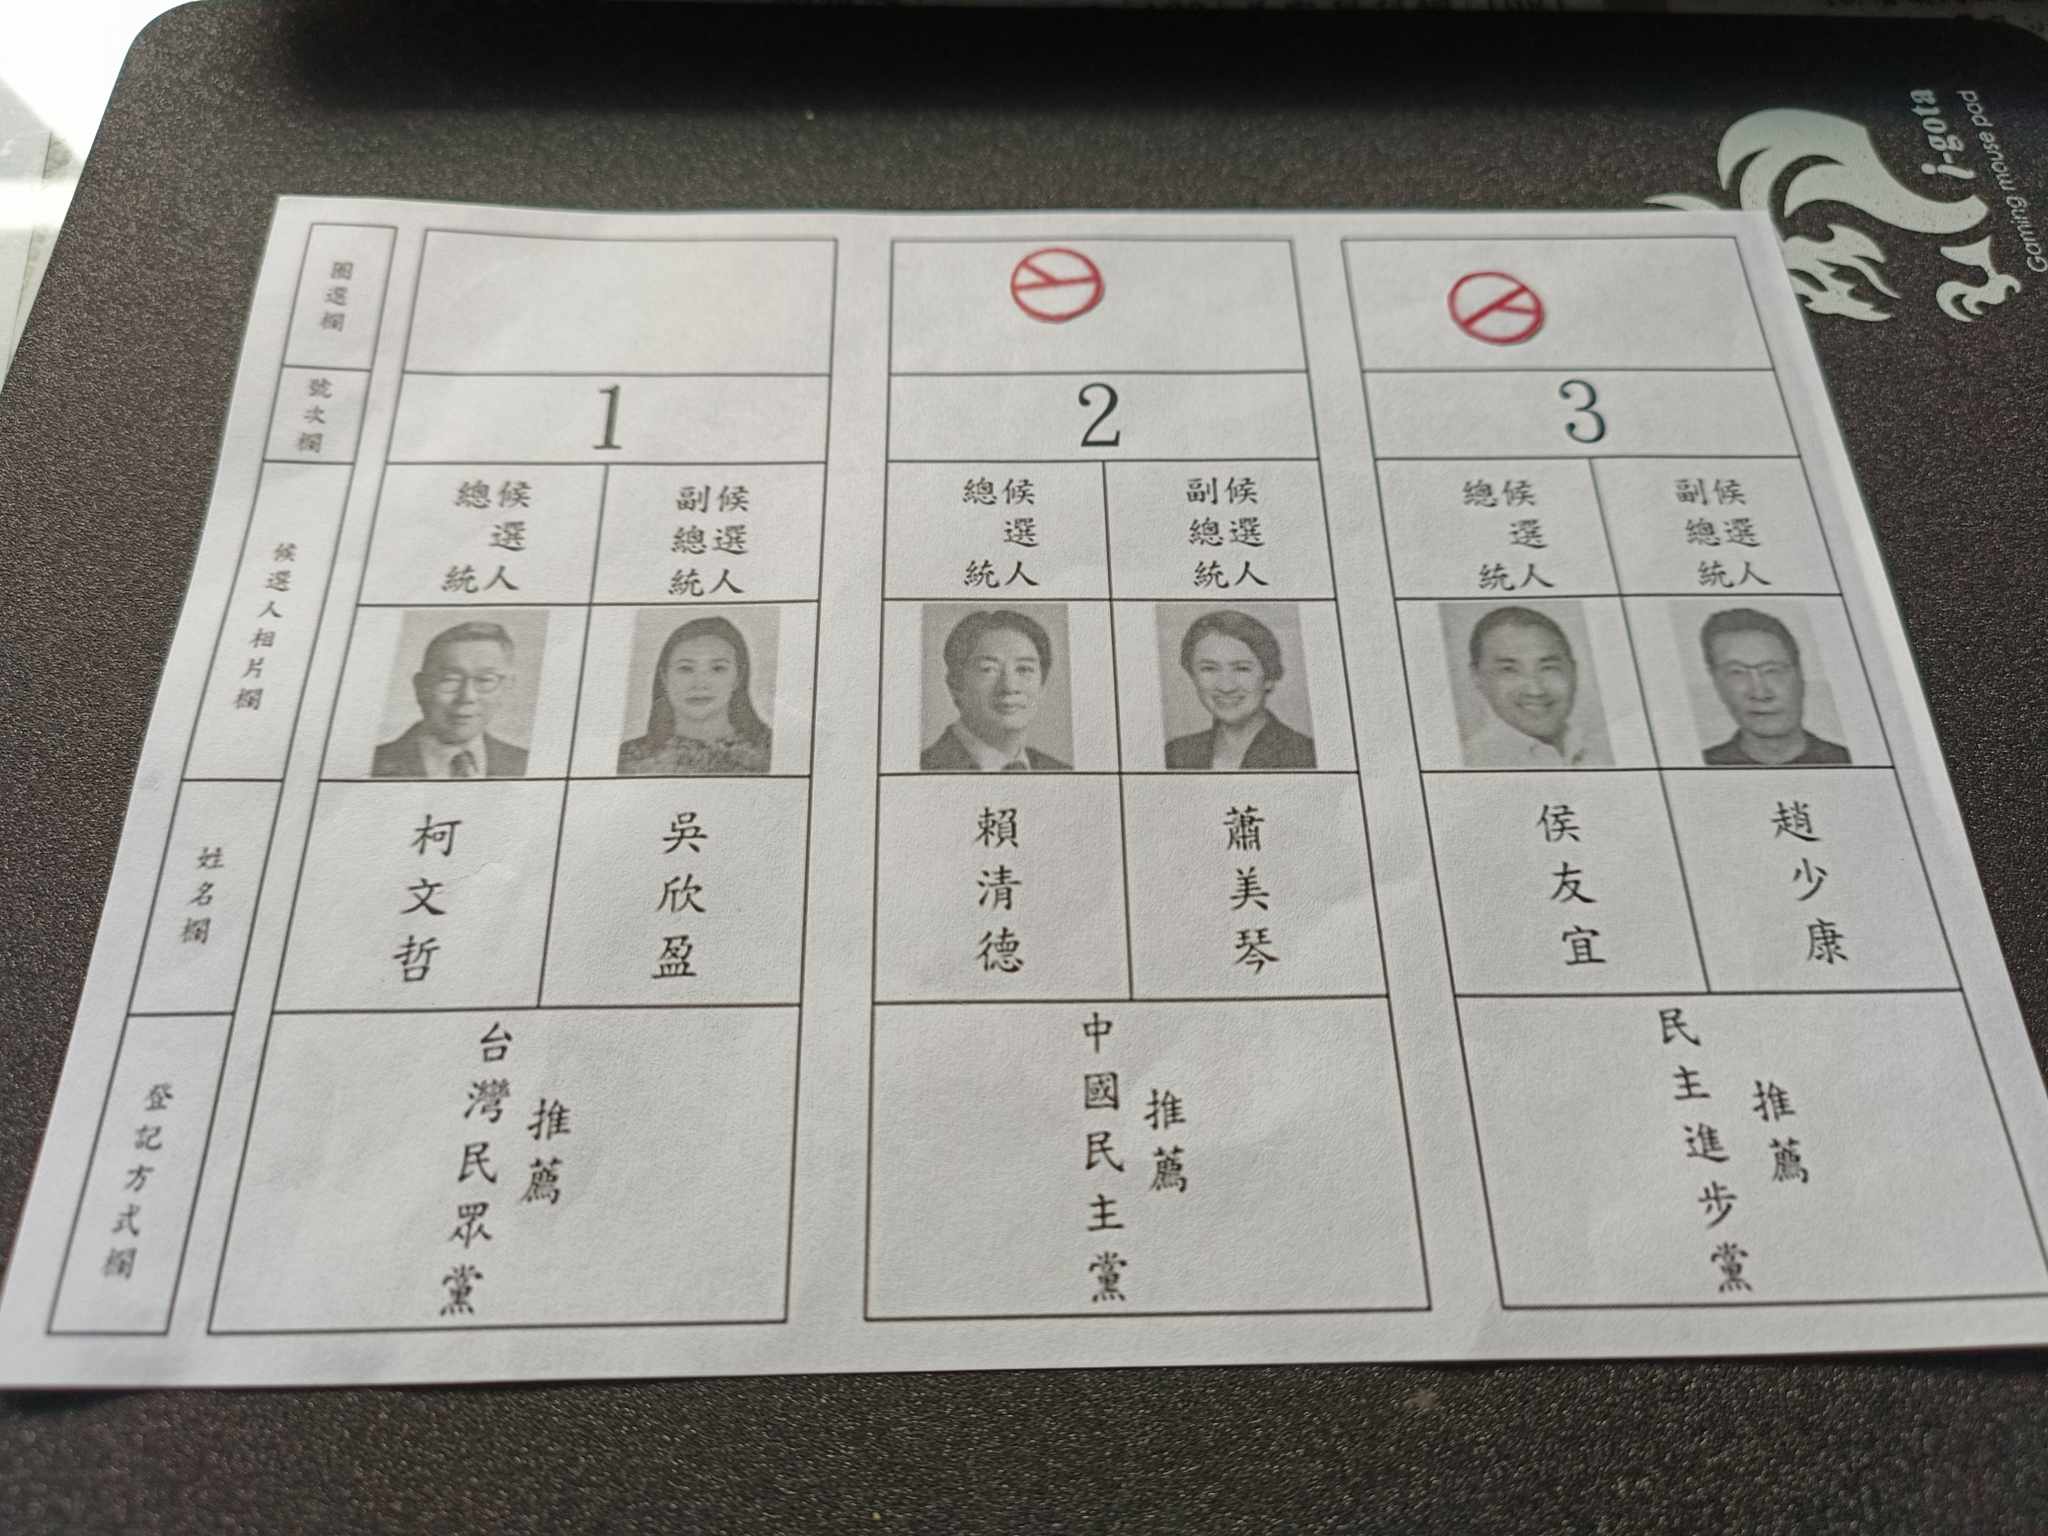 i-gota
Gaming mouse pad
圈選欄
號次欄
候選人相片欄
姓名欄
登記方式欄
1
總統
候選人
副總統
候選人
柯文哲
吳欣盈
台灣民眾黨
推薦
2
總統
候選人
副總統
候選人
賴清德
蕭美琴
中國民主黨
推薦
3
總統
候選人
副總統
候選人
侯友宜
趙少康
民主進步黨
推薦